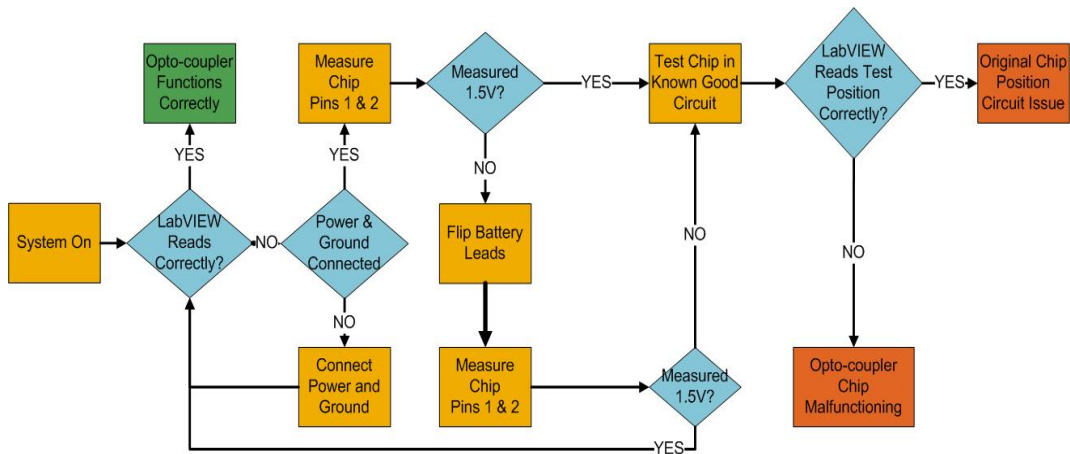 Opto-coupler
Functions
Correctly
Measure
Chip
Pins 1 & 2
Measured
1.5V?
YES
Test Chip in
Known Good
Circuit
LabVIEW
Reads Test
Position
Correctly?
YES
Original Chip
Position
Circuit Issue
YES
YES
NO
System On
LabVIEW
Reads
Correctly?
NO
Power &
Ground
Connected
Flip Battery
Leads
NO
NO
NO
Connect
Power and
Ground
Measure
Chip
Pins 1 & 2
Measured
1.5V?
Opto-coupler
Chip
Malfunctioning
YES